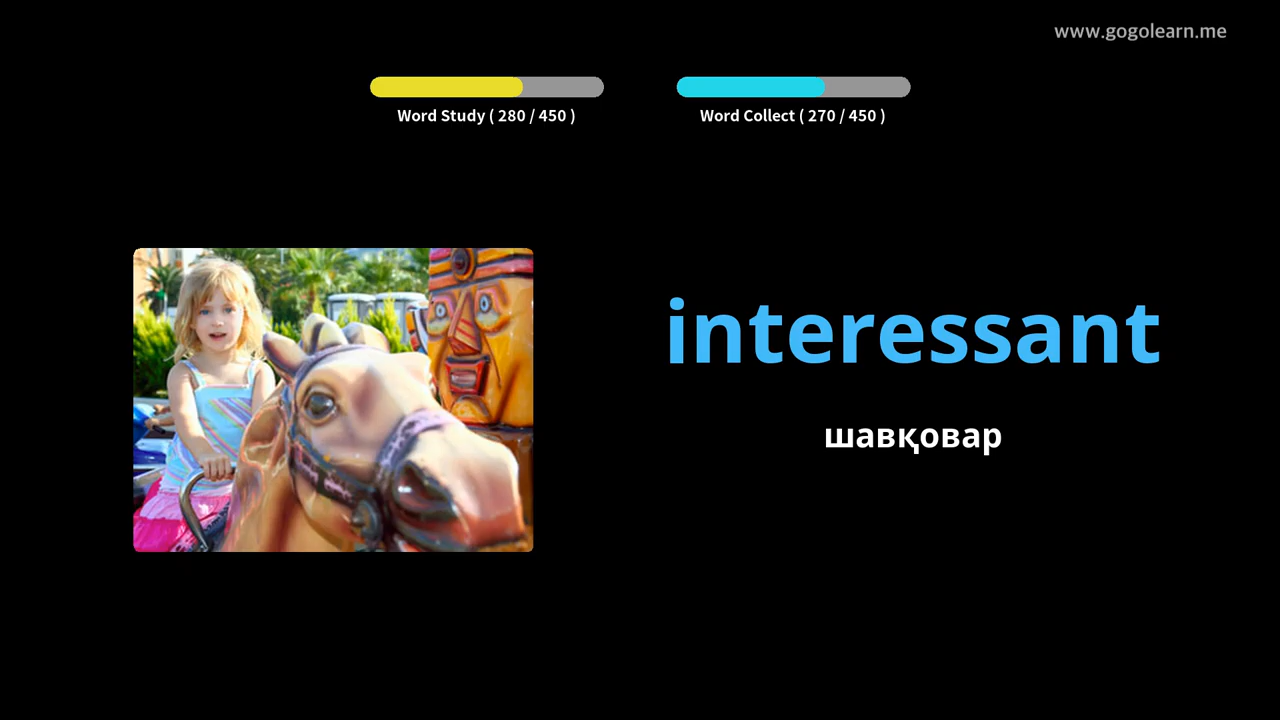 www.gogolearn.me
Word Study ( 280 / 450 )
Word Collect ( 270 / 450 )
interessant
шавқовар